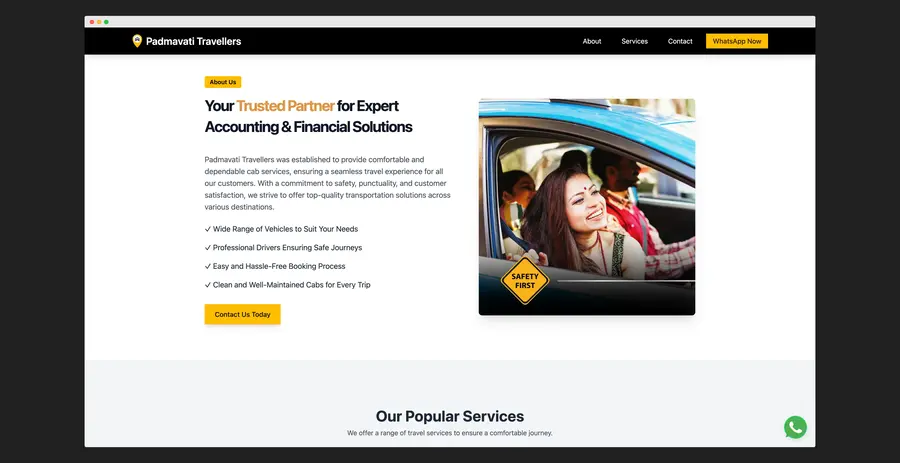 Padmavati Travellers
About
Services
Contact
WhatsApp Now
About Us
Your Trusted Partner for Expert
Accounting & Financial Solutions
Padmavati Travellers was established to provide comfortable and
dependable cab services, ensuring a seamless travel experience for all
our customers. With a commitment to safety, punctuality, and customer
satisfaction, we strive to offer top-quality transportation solutions across
various destinations.
✓ Wide Range of Vehicles to Suit Your Needs
✓ Professional Drivers Ensuring Safe Journeys
✓ Easy and Hassle-Free Booking Process
✓ Clean and Well-Maintained Cabs for Every Trip
Contact Us Today
SAFETY
FIRST
Our Popular Services
We offer a range of travel services to ensure a comfortable journey.